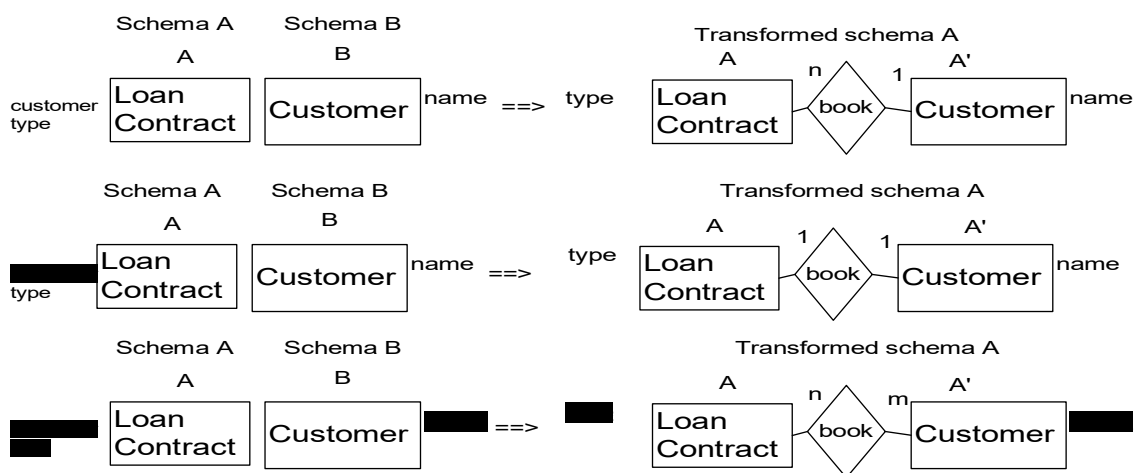 Schema A Schema B
Transformed schema A
A B A A'
n 1
customer type
Loan Contract
Customer
name ==> type
Loan Contract
book
Customer
name
Schema A Schema B
Transformed schema A
A B A A'
1 1
type
Loan Contract
Customer
name ==> type
Loan Contract
book
Customer
name
Schema A Schema B
Transformed schema A
A B A A'
n m
Loan Contract
Customer
==>
Loan Contract
book
Customer